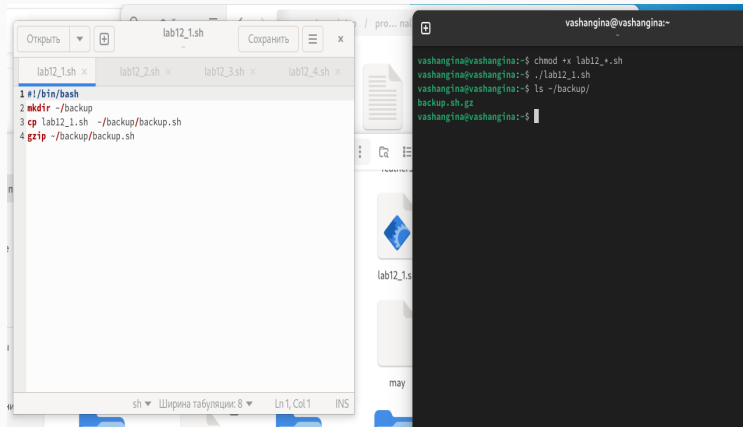 Открыть
lab12_1.sh
~
Сохранить
lab12_1.sh ×
lab12_2.sh ×
lab12_3.sh ×
lab12_4.sh ×
1 #!/bin/bash
2 mkdir ~/backup
3 cp lab12_1.sh  ~/backup/backup.sh
4 gzip ~/backup/backup.sh
sh
Ширина табуляции: 8
Ln 1, Col 1
INS
/ pro...
lab12_1.s
may
vashangina@vashangina:~
~
vashangina@vashangina:~$ chmod +x lab12_*.sh
vashangina@vashangina:~$ ./lab12_1.sh
vashangina@vashangina:~$ ls ~/backup/
backup.sh.gz
vashangina@vashangina:~$